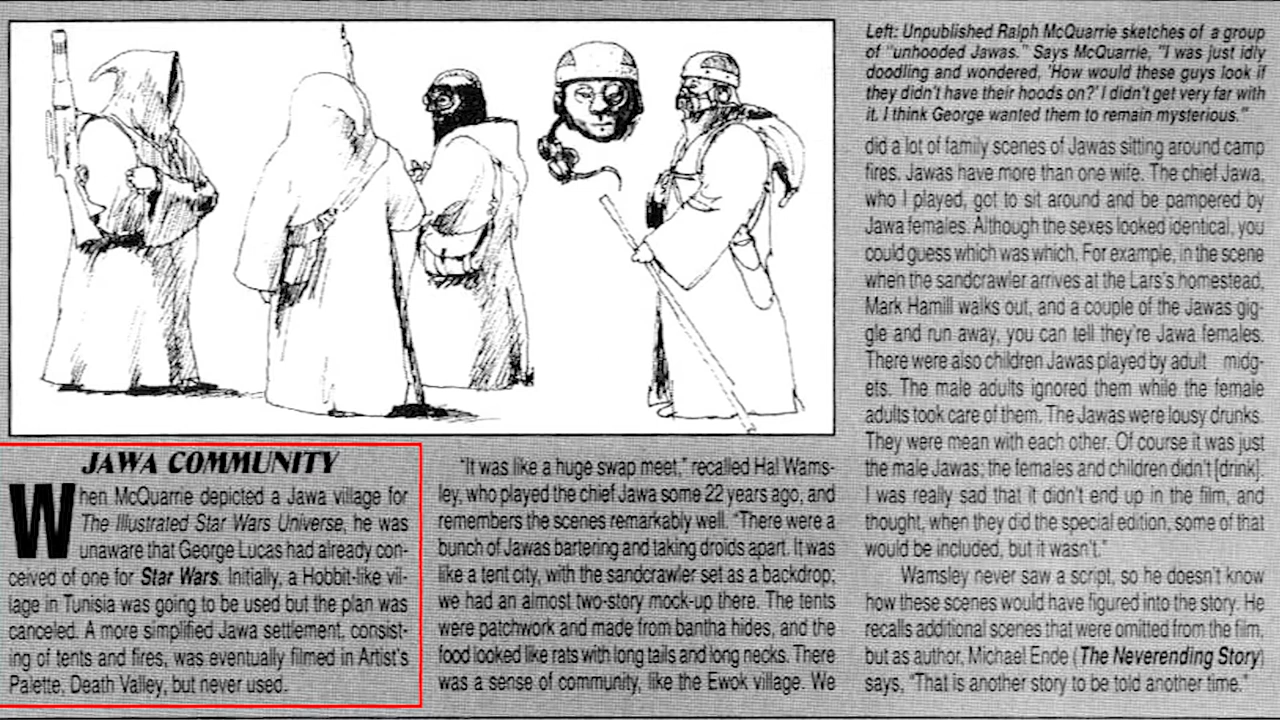 Left: Unpublished Ralph McQuarrie sketches of a group
of "unhooded Jawas." Says McQuarrie, "I was just idly
doodling and wondered, 'How would these guys look if
they didn't have their hoods on?' I didn't get very far with
it. I think George wanted them to remain mysterious."
JAWA COMMUNITY
When McQuarrie depicted a Jawa village for
The Illustrated Star Wars Universe, he was
unaware that George Lucas had already con-
ceived of one for Star Wars. Initially, a Hobbit-like vil-
lage in Tunisia was going to be used but the plan was
canceled. A more simplified Jawa settlement, consist-
ing of tents and fires, was eventually filmed in Artist's
Palette, Death Valley, but never used.
"It was like a huge swap meet," recalled Hal Wams-
ley, who played the chief Jawa some 22 years ago, and
remembers the scenes remarkably well. "There were a
bunch of Jawas bartering and taking droids apart. It was
like a tent city, with the sandcrawler set as a backdrop;
we had an almost two-story mock-up there. The tents
were patchwork and made from bantha hides, and the
food looked like rats with long tails and long necks. There
was a sense of community, like the Ewok village. We
did a lot of family scenes of Jawas sitting around camp
fires. Jawas have more than one wife. The chief Jawa,
who I played, got to sit around and be pampered by
Jawa females. Although the sexes looked identical, you
could guess which was which. For example, in the scene
when the sandcrawler arrives at the Lars's homestead,
Mark Hamill walks out, and a couple of the Jawas gig-
gle and run away, you can tell they're Jawa females.
There were also children Jawas played by adult midg-
ets. The male adults ignored them while the female
adults took care of them. The Jawas were lousy drunks.
They were mean with each other. Of course it was just
the male Jawas; the females and children didn't [drink].
I was really sad that it didn't end up in the film, and
thought, when they did the special edition, some of that
would be included, but it wasn't."
Wamsley never saw a script, so he doesn't know
how these scenes would have figured into the story. He
recalls additional scenes that were omitted from the film,
but as author, Michael Ende (The Neverending Story)
says, "That is another story to be told another time."